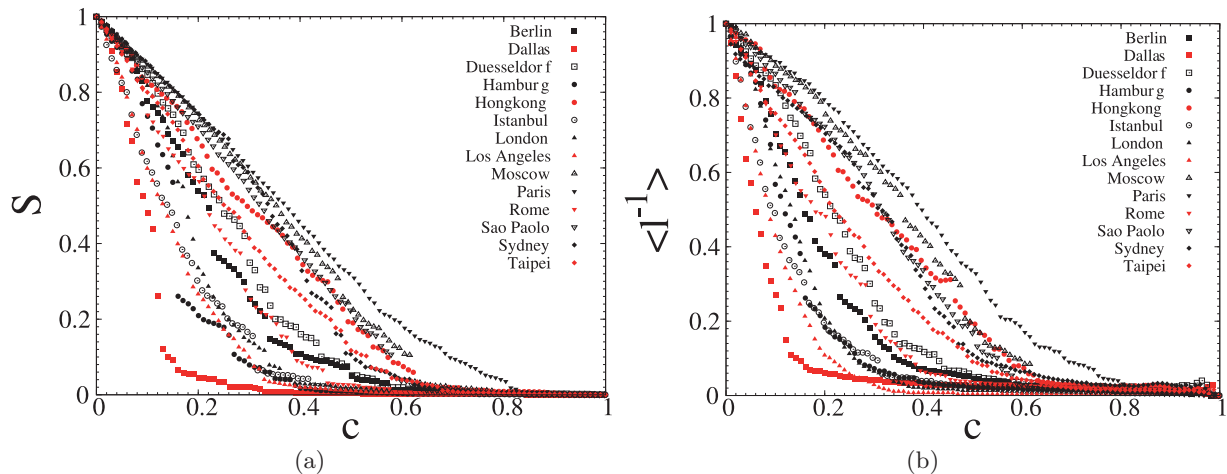 1
0.8
0.6
0.4
0.2
0
S
0 0.2 0.4 0.6 0.8 1
c
Berlin
Dallas
Duesseldor f
Hambur g
Hongkong
Istanbul
London
Los Angeles
Moscow
Paris
Rome
Sao Paolo
Sydney
Taipei
(a)
1
0.8
0.6
0.4
0.2
0
<l⁻¹>
0 0.2 0.4 0.6 0.8 1
c
Berlin
Dallas
Duesseldor f
Hambur g
Hongkong
Istanbul
London
Los Angeles
Moscow
Paris
Rome
Sao Paolo
Sydney
Taipei
(b)